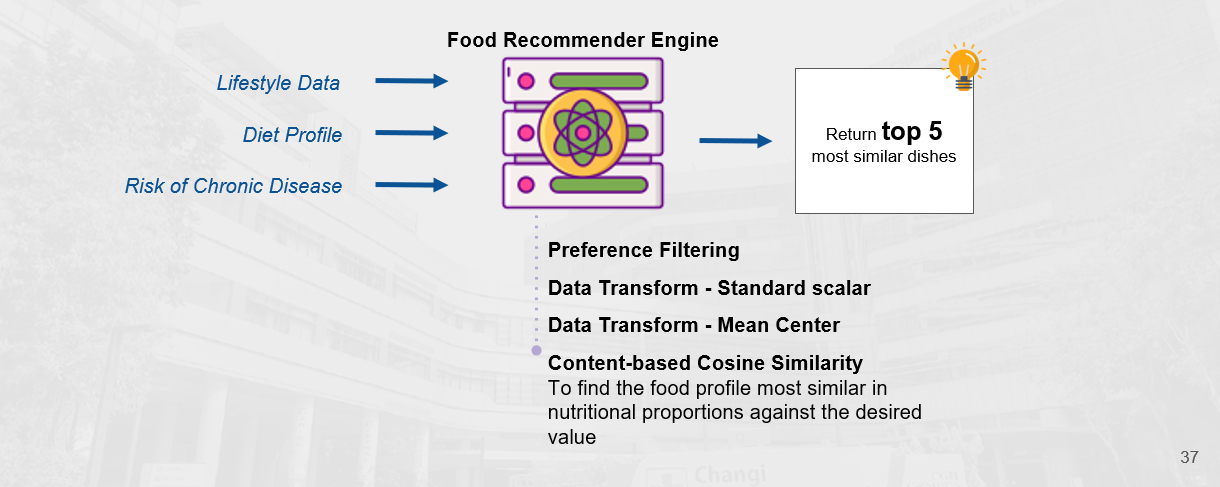 Food Recommender Engine
Lifestyle Data
Diet Profile
Risk of Chronic Disease
Return top 5
most similar dishes
Preference Filtering
Data Transform - Standard scalar
Data Transform - Mean Center
Content-based Cosine Similarity
To find the food profile most similar in
nutritional proportions against the desired
value
Changi
37